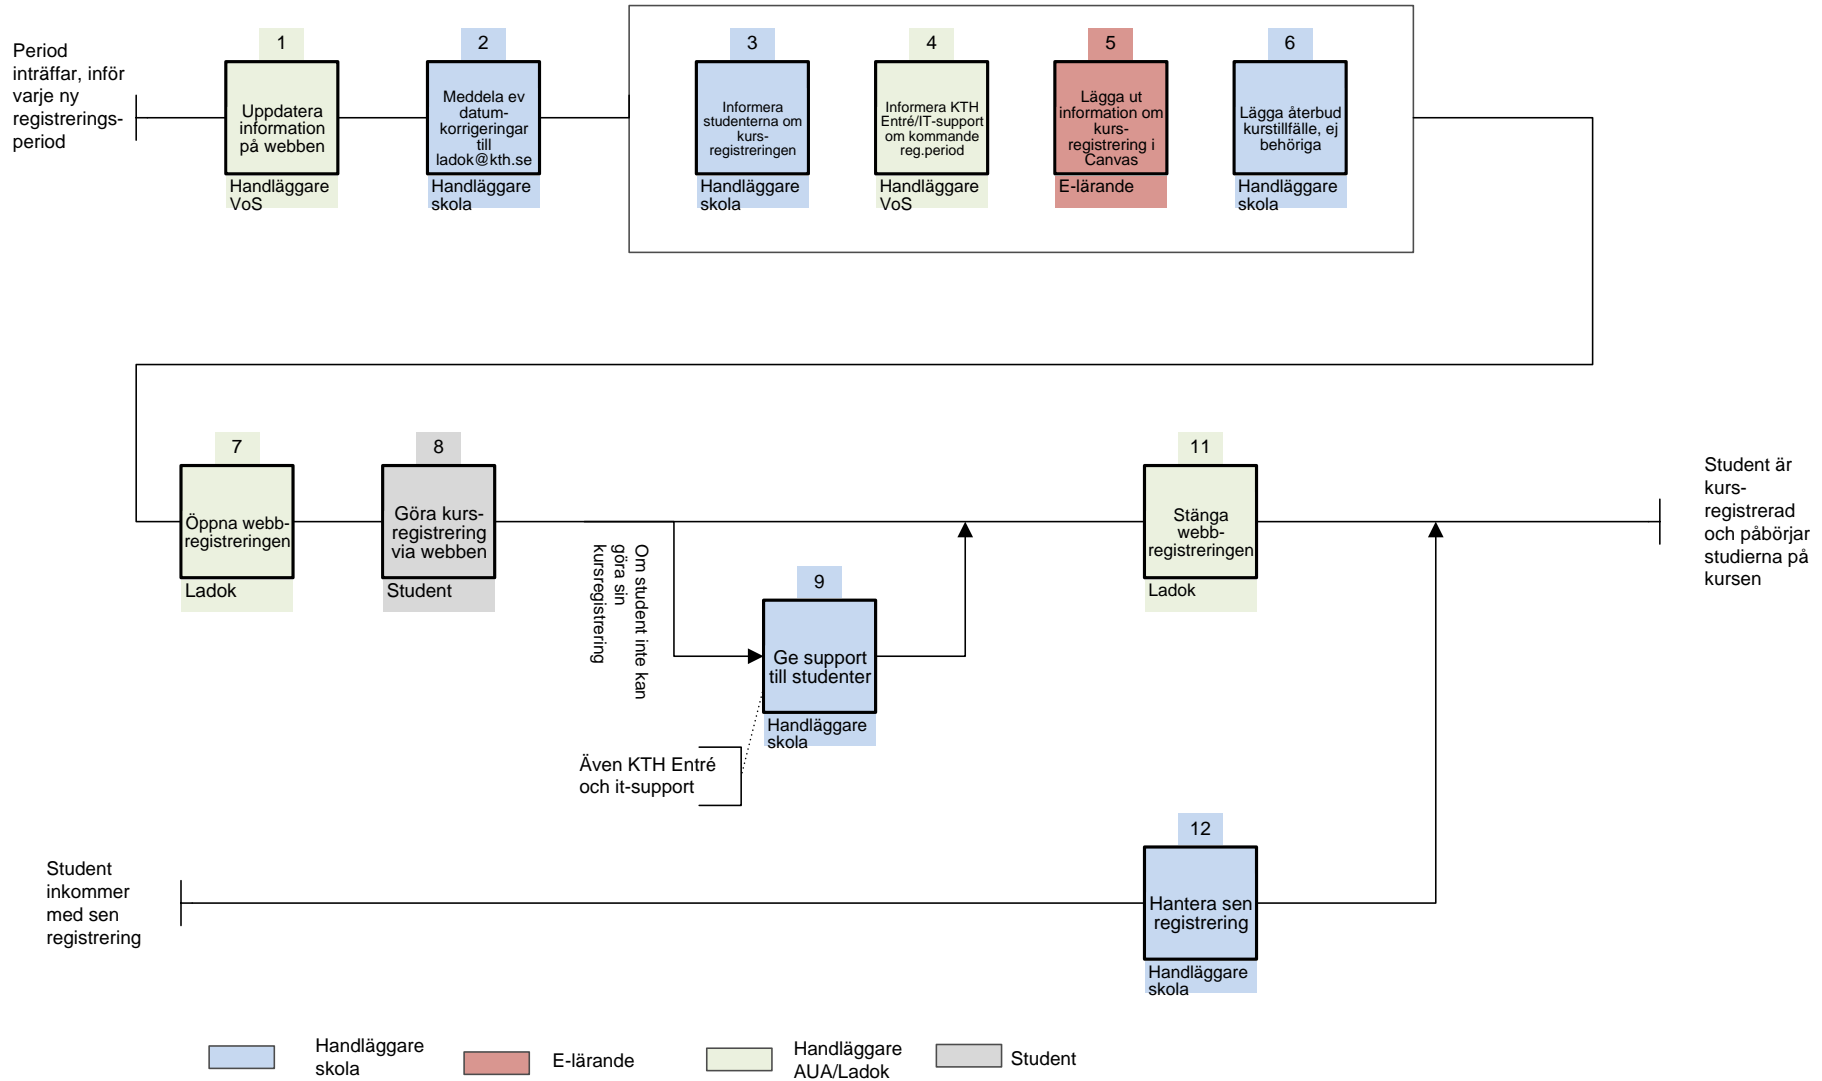 Period
inträffar, inför
varje ny
registrerings-
period
1
Uppdatera
information
på webben
Handläggare
VoS
2
Meddela ev
datum-
korrigeringar
till
ladok@kth.se
Handläggare
skola
3
Informera
studenterna om
kurs-
registreringen
Handläggare
skola
4
Informera KTH
Entré/IT-support
om kommande
reg.period
Handläggare
VoS
5
Lägga ut
information om
kurs-
registrering i
Canvas
E-lärande
6
Lägga återbud
kurstillfälle, ej
behöriga
Handläggare
skola
7
Öppna webb-
registreringen
Ladok
8
Göra kurs-
registrering
via webben
Student
Om student inte kan
göra sin
kursregistrering
9
Ge support
till studenter
Handläggare
skola
Även KTH Entré
och it-support
11
Stänga
webb-
registreringen
Ladok
Student är
kurs-
registrerad
och påbörjar
studierna på
kursen
Student
inkommer
med sen
registrering
12
Hantera sen
registrering
Handläggare
skola
Handläggare
skola
E-lärande
Handläggare
AUA/Ladok
Student